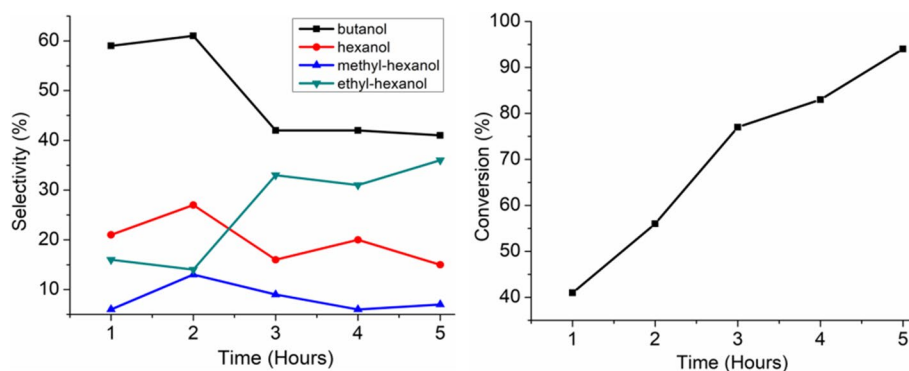 60
50
40
30
20
10
Selectivity (%)
butanol
hexanol
methyl-hexanol
ethyl-hexanol
1 2 3 4 5
Time (Hours)
100
90
80
70
60
50
40
Conversion (%)
1 2 3 4 5
Time (Hours)